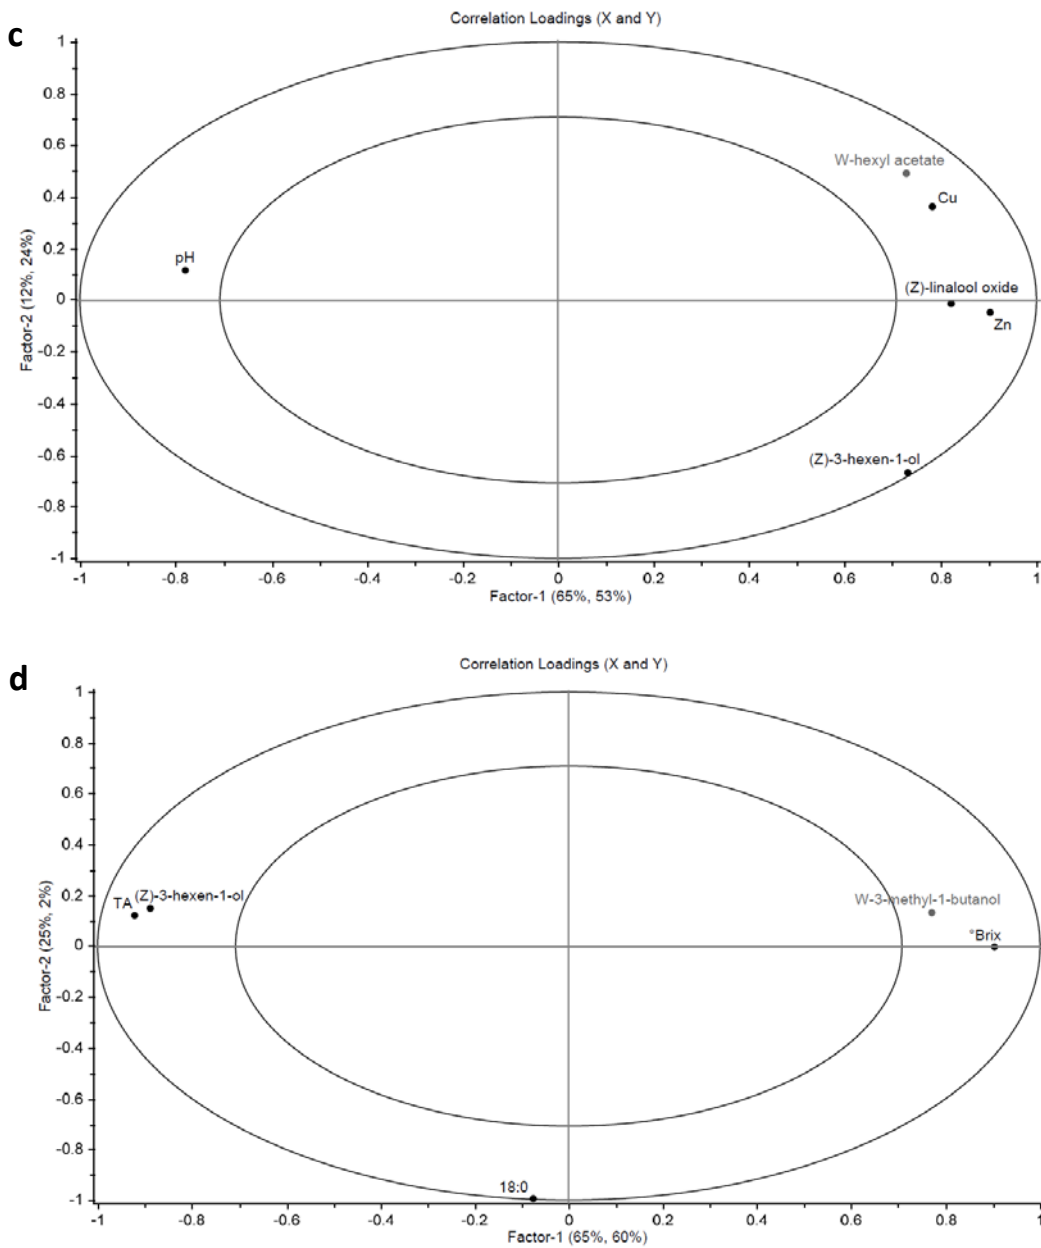 c
Correlation Loadings (X and Y)
1
0.8
0.6
0.4
0.2
0
-0.2
-0.4
-0.6
-0.8
-1
Factor-2 (12%, 24%)
W-hexyl acetate
Cu
pH
(Z)-linalool oxide
Zn
(Z)-3-hexen-1-ol
-1 -0.8 -0.6 -0.4 -0.2 0 0.2 0.4 0.6 0.8 1
Factor-1 (65%, 53%)
d
Correlation Loadings (X and Y)
1
0.8
0.6
0.4
0.2
0
-0.2
-0.4
-0.6
-0.8
-1
Factor-2 (25%, 2%)
TA (Z)-3-hexen-1-ol
W-3-methyl-1-butanol
°Brix
18:0
-1 -0.8 -0.6 -0.4 -0.2 0 0.2 0.4 0.6 0.8 1
Factor-1 (65%, 60%)